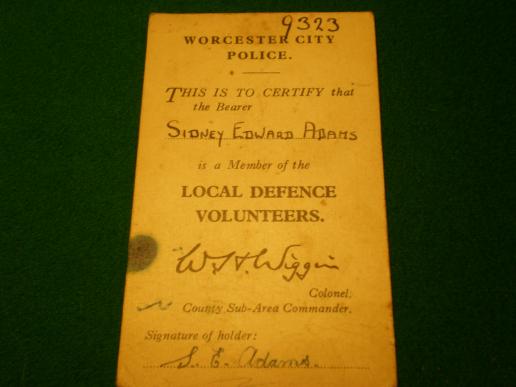 9323
WORCESTER CITY
POLICE.
THIS IS TO CERTIFY that
the Bearer
SIDNEY EDWARD ADAMS
is a Member of the
LOCAL DEFENCE
VOLUNTEERS.
W H Wiggin
Colonel,
County Sub-Area Commander.
Signature of holder:
S. E. Adams.